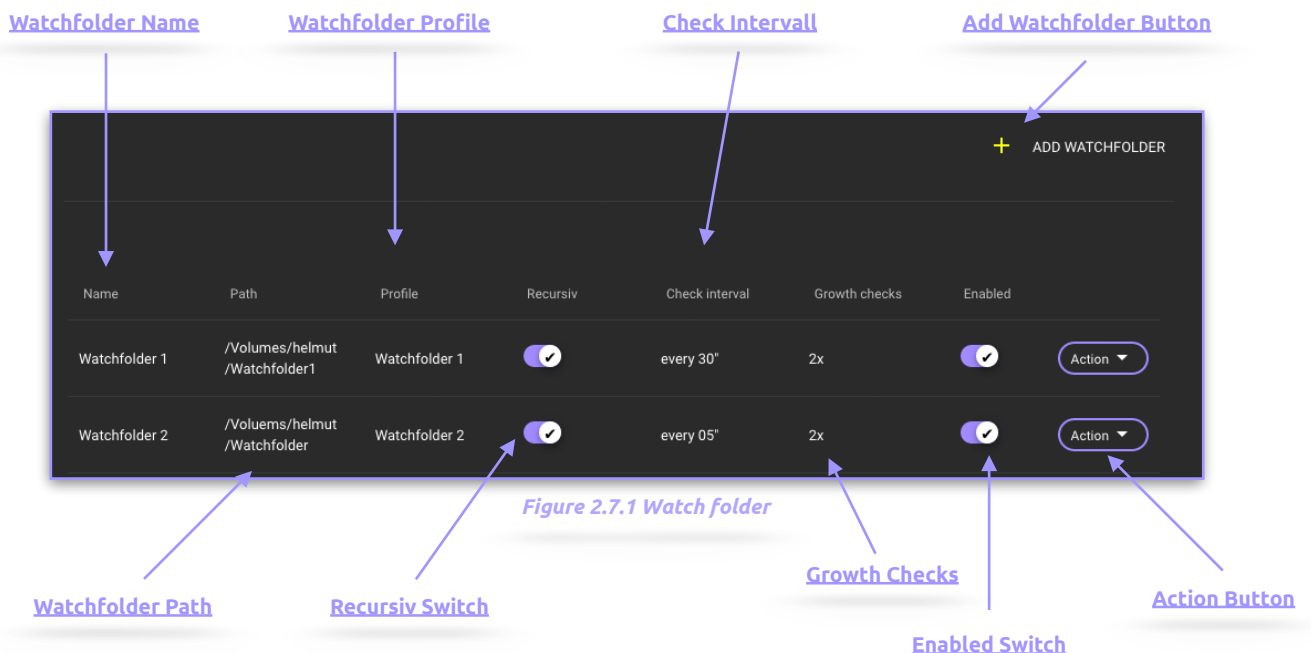 Watchfolder Name Watchfolder Profile Check Intervall Add Watchfolder Button
ADD WATCHFOLDER
Name Path Profile Recursiv Check interval Growth checks Enabled
Watchfolder 1 /Volumes/helmut /Watchfolder1 Watchfolder 1 every 30" 2x Action
Watchfolder 2 /Voluems/helmut /Watchfolder Watchfolder 2 every 05" 2x Action
Figure 2.7.1 Watch folder
Growth Checks
Watchfolder Path Recursiv Switch Action Button
Enabled Switch